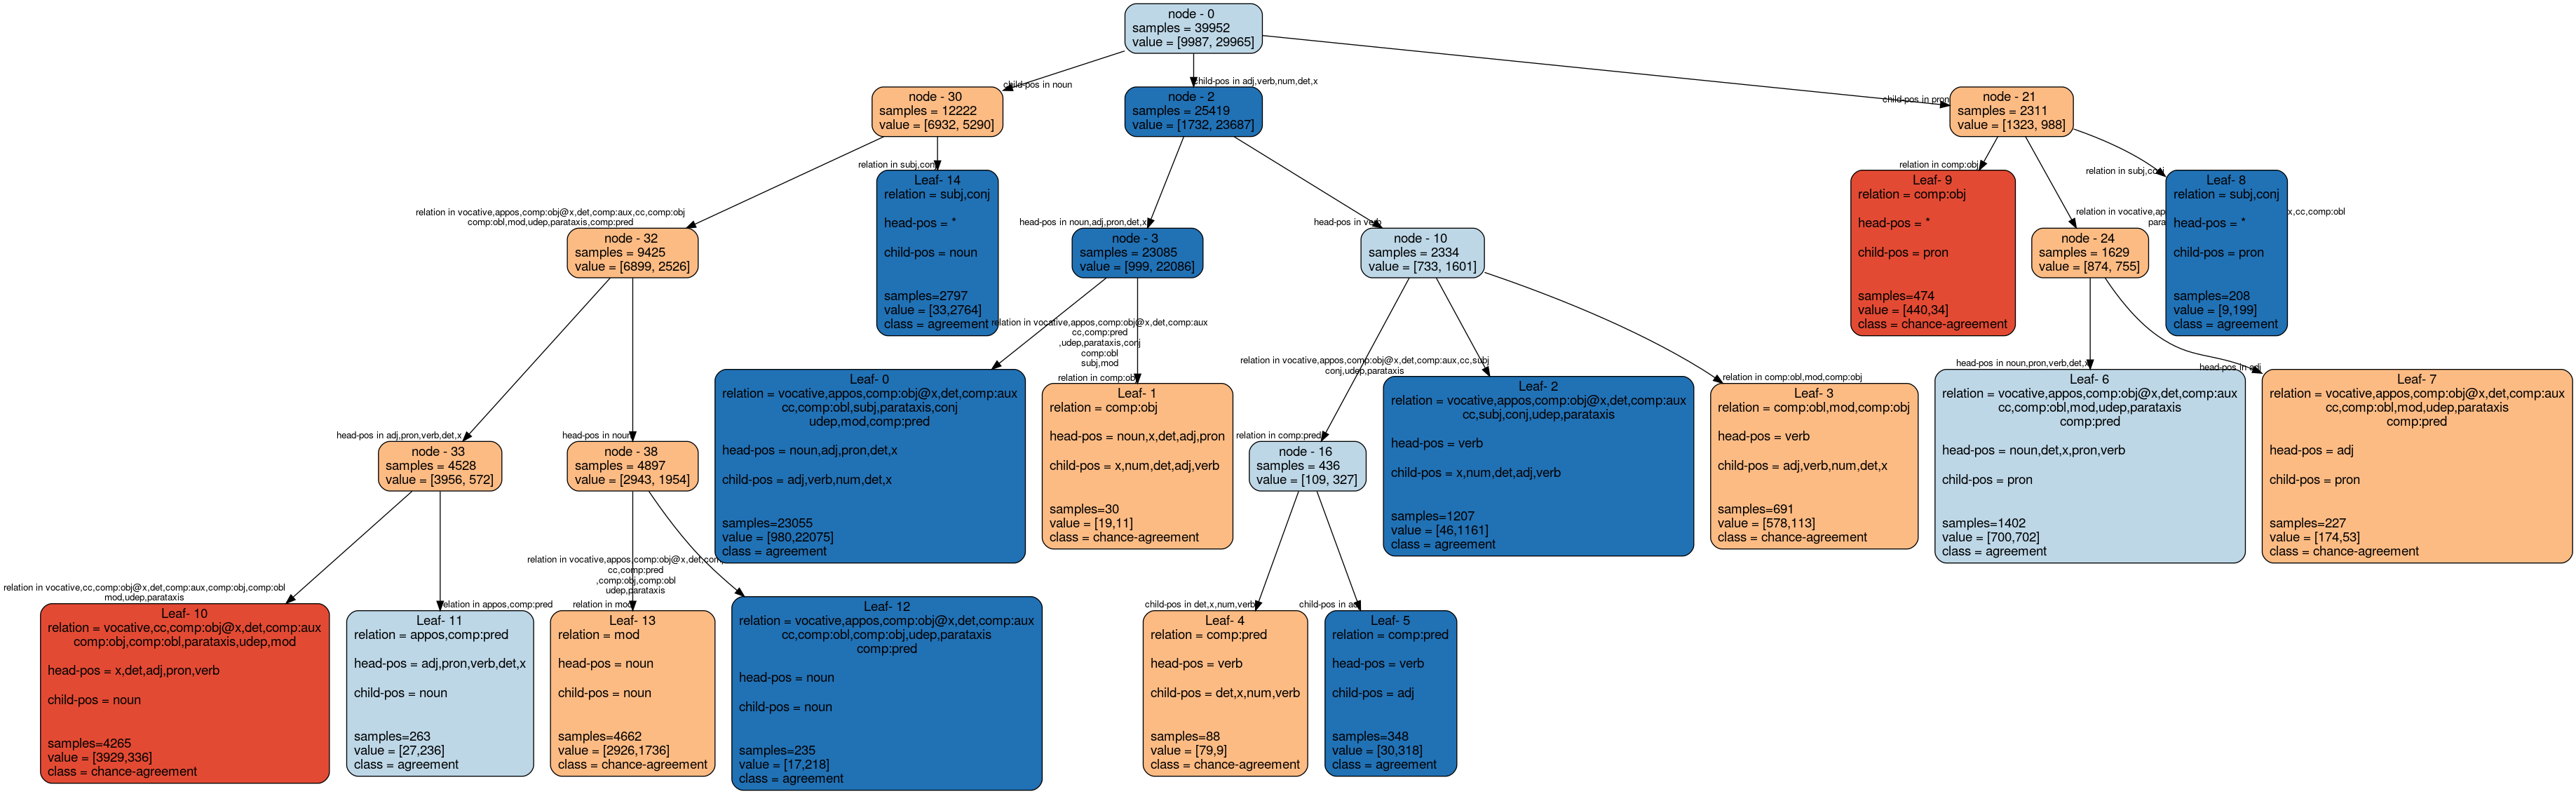 node - 0
samples = 39952
value = [9987, 29965]
child-pos in noun
child-pos in adj,verb,num,det,x
child-pos in pron
node - 30
samples = 12222
value = [6932, 5290]
node - 2
samples = 25419
value = [1732, 23687]
node - 21
samples = 2311
value = [1323, 988]
relation in vocative,appos,comp:obj@x,det,comp:aux,cc,comp:obj
comp:obl,mod,udep,parataxis,comp:pred
relation in subj,conj
head-pos in noun,adj,pron,det,x
head-pos in verb
relation in comp:obj
relation in vocative,ap
x,cc,comp:obl
para
relation in subj,conj
node - 32
samples = 9425
value = [6899, 2526]
Leaf- 14
relation = subj,conj
head-pos = *
child-pos = noun
samples=2797
value = [33,2764]
class = agreement
node - 3
samples = 23085
value = [999, 22086]
node - 10
samples = 2334
value = [733, 1601]
Leaf- 9
relation = comp:obj
head-pos = *
child-pos = pron
samples=474
value = [440,34]
class = chance-agreement
node - 24
samples = 1629
value = [874, 755]
Leaf- 8
relation = subj,conj
head-pos = *
child-pos = pron
samples=208
value = [9,199]
class = agreement
head-pos in adj,pron,verb,det,x
head-pos in noun
relation in vocative,appos,comp:obj@x,det,comp:aux
cc,comp:pred
,udep,parataxis,conj
comp:obl
subj,mod
relation in comp:obj
relation in comp:pred
relation in vocative,appos,comp:obj@x,det,comp:aux,cc,subj
conj,udep,parataxis
relation in comp:obl,mod,comp:obj
head-pos in noun,pron,verb,det,x
head-pos in adj
node - 33
samples = 4528
value = [3956, 572]
node - 38
samples = 4897
value = [2943, 1954]
Leaf- 0
relation = vocative,appos,comp:obj@x,det,comp:aux
cc,comp:obl,subj,parataxis,conj
udep,mod,comp:pred
head-pos = noun,adj,pron,det,x
child-pos = adj,verb,num,det,x
samples=23055
value = [980,22075]
class = agreement
Leaf- 1
relation = comp:obj
head-pos = noun,x,det,adj,pron
child-pos = x,num,det,adj,verb
samples=30
value = [19,11]
class = chance-agreement
node - 16
samples = 436
value = [109, 327]
Leaf- 2
relation = vocative,appos,comp:obj@x,det,comp:aux
cc,subj,conj,udep,parataxis
head-pos = verb
child-pos = x,num,det,adj,verb
samples=1207
value = [46,1161]
class = agreement
Leaf- 3
relation = comp:obl,mod,comp:obj
head-pos = verb
child-pos = adj,verb,num,det,x
samples=691
value = [578,113]
class = chance-agreement
Leaf- 6
relation = vocative,appos,comp:obj@x,det,comp:aux
cc,comp:obl,mod,udep,parataxis
comp:pred
head-pos = noun,det,x,pron,verb
child-pos = pron
samples=1402
value = [700,702]
class = agreement
Leaf- 7
relation = vocative,appos,comp:obj@x,det,comp:aux
cc,comp:obl,mod,udep,parataxis
comp:pred
head-pos = adj
child-pos = pron
samples=227
value = [174,53]
class = chance-agreement
relation in vocative,cc,comp:obj@x,det,comp:aux,comp:obj,comp:obl
mod,udep,parataxis
relation in appos,comp:pred
relation in mod
relation in vocative,appos,comp:obj@x,det,com
cc,comp:pred
,comp:obj,comp:obl
udep,parataxis
child-pos in det,x,num,verb
child-pos in adj
Leaf- 10
relation = vocative,cc,comp:obj@x,det,comp:aux
comp:obj,comp:obl,parataxis,udep,mod
head-pos = x,det,adj,pron,verb
child-pos = noun
samples=4265
value = [3929,336]
class = chance-agreement
Leaf- 11
relation = appos,comp:pred
head-pos = adj,pron,verb,det,x
child-pos = noun
samples=263
value = [27,236]
class = agreement
Leaf- 13
relation = mod
head-pos = noun
child-pos = noun
samples=4662
value = [2926,1736]
class = chance-agreement
Leaf- 12
relation = vocative,appos,comp:obj@x,det,comp:aux
cc,comp:obl,comp:obj,udep,parataxis
comp:pred
head-pos = noun
child-pos = noun
samples=235
value = [17,218]
class = agreement
Leaf- 4
relation = comp:pred
head-pos = verb
child-pos = det,x,num,verb
samples=88
value = [79,9]
class = chance-agreement
Leaf- 5
relation = comp:pred
head-pos = verb
child-pos = adj
samples=348
value = [30,318]
class = agreement